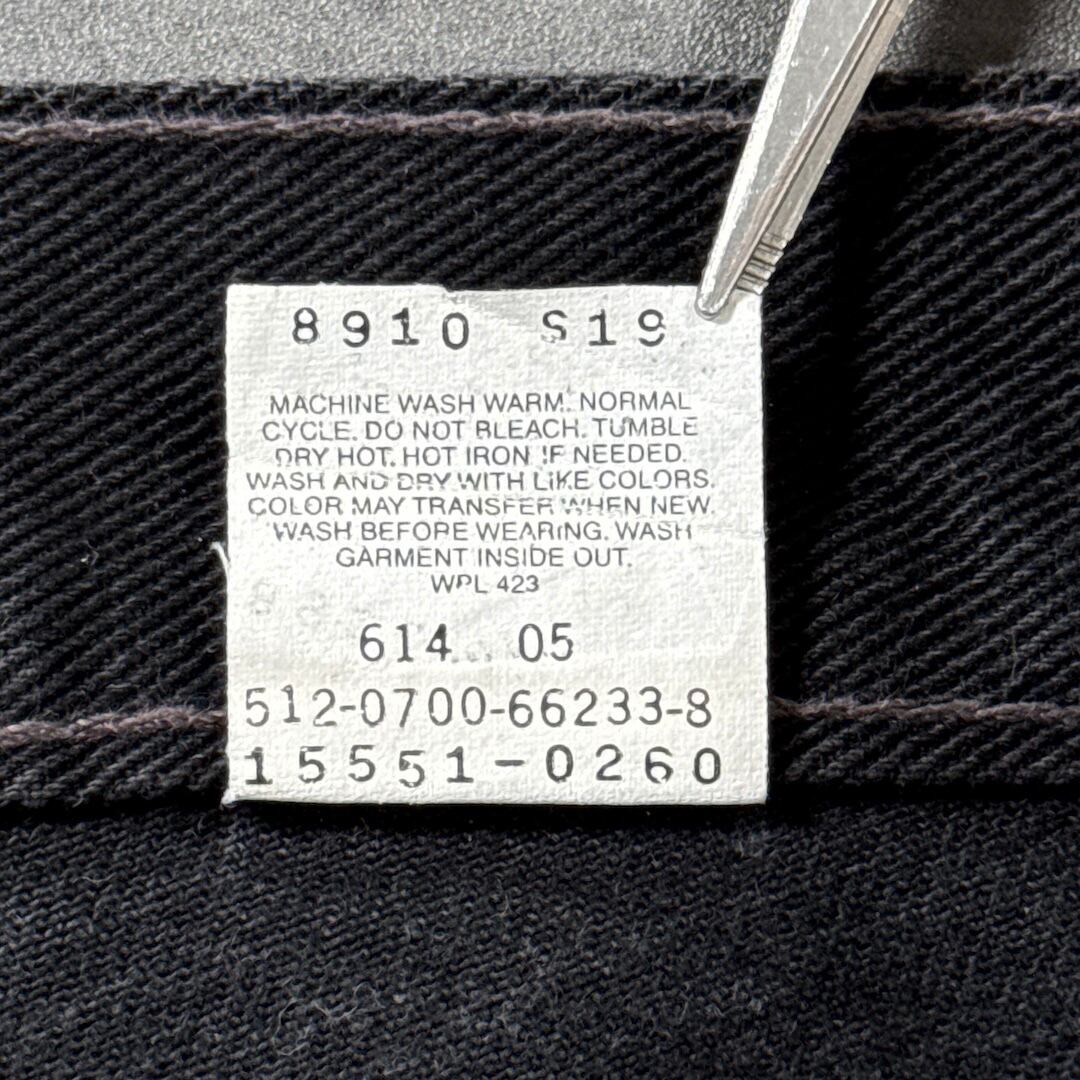 8910 S19
MACHINE WASH WARM. NORMAL
CYCLE. DO NOT BLEACH. TUMBLE
DRY HOT. HOT IRON IF NEEDED.
WASH AND DRY WITH LIKE COLORS.
COLOR MAY TRANSFER WHEN NEW.
WASH BEFORE WEARING. WASH
GARMENT INSIDE OUT.
WPL 423
614 05
512-0700-66233-8
15551-0260